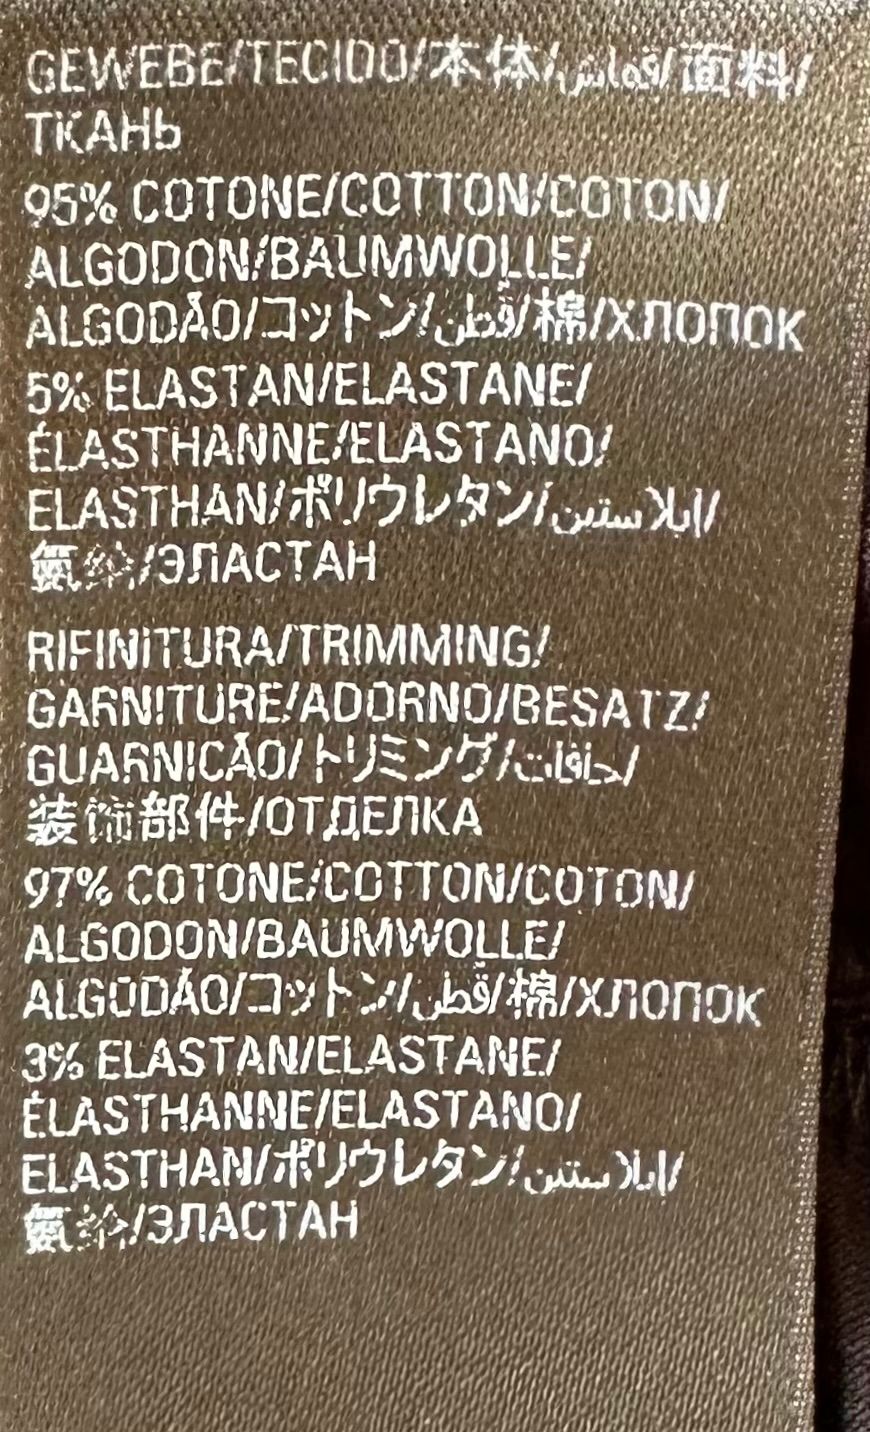 GEWEBE/TECIDO/本体/قماش/面料/
ТКАНЬ
95% COTONE/COTTON/COTON/
ALGODON/BAUMWOLLE/
ALGODÃO/コットン/قطن/棉/ХЛОПОК
5% ELASTAN/ELASTANE/
ÉLASTHANNE/ELASTANO/
ELASTHAN/ポリウレタン/إيلاستين/
氨纶/ЭЛАСТАН
RIFINITURA/TRIMMING/
GARNITURE/ADORNO/BESATZ/
GUARNICÃO/トリミング/حافات/
装饰部件/ОТДЕЛКА
97% COTONE/COTTON/COTON/
ALGODON/BAUMWOLLE/
ALGODÃO/コットン/قطن/棉/ХЛОПОК
3% ELASTAN/ELASTANE/
ÉLASTHANNE/ELASTANO/
ELASTHAN/ポリウレタン/إيلاستين/
氨纶/ЭЛАСТАН